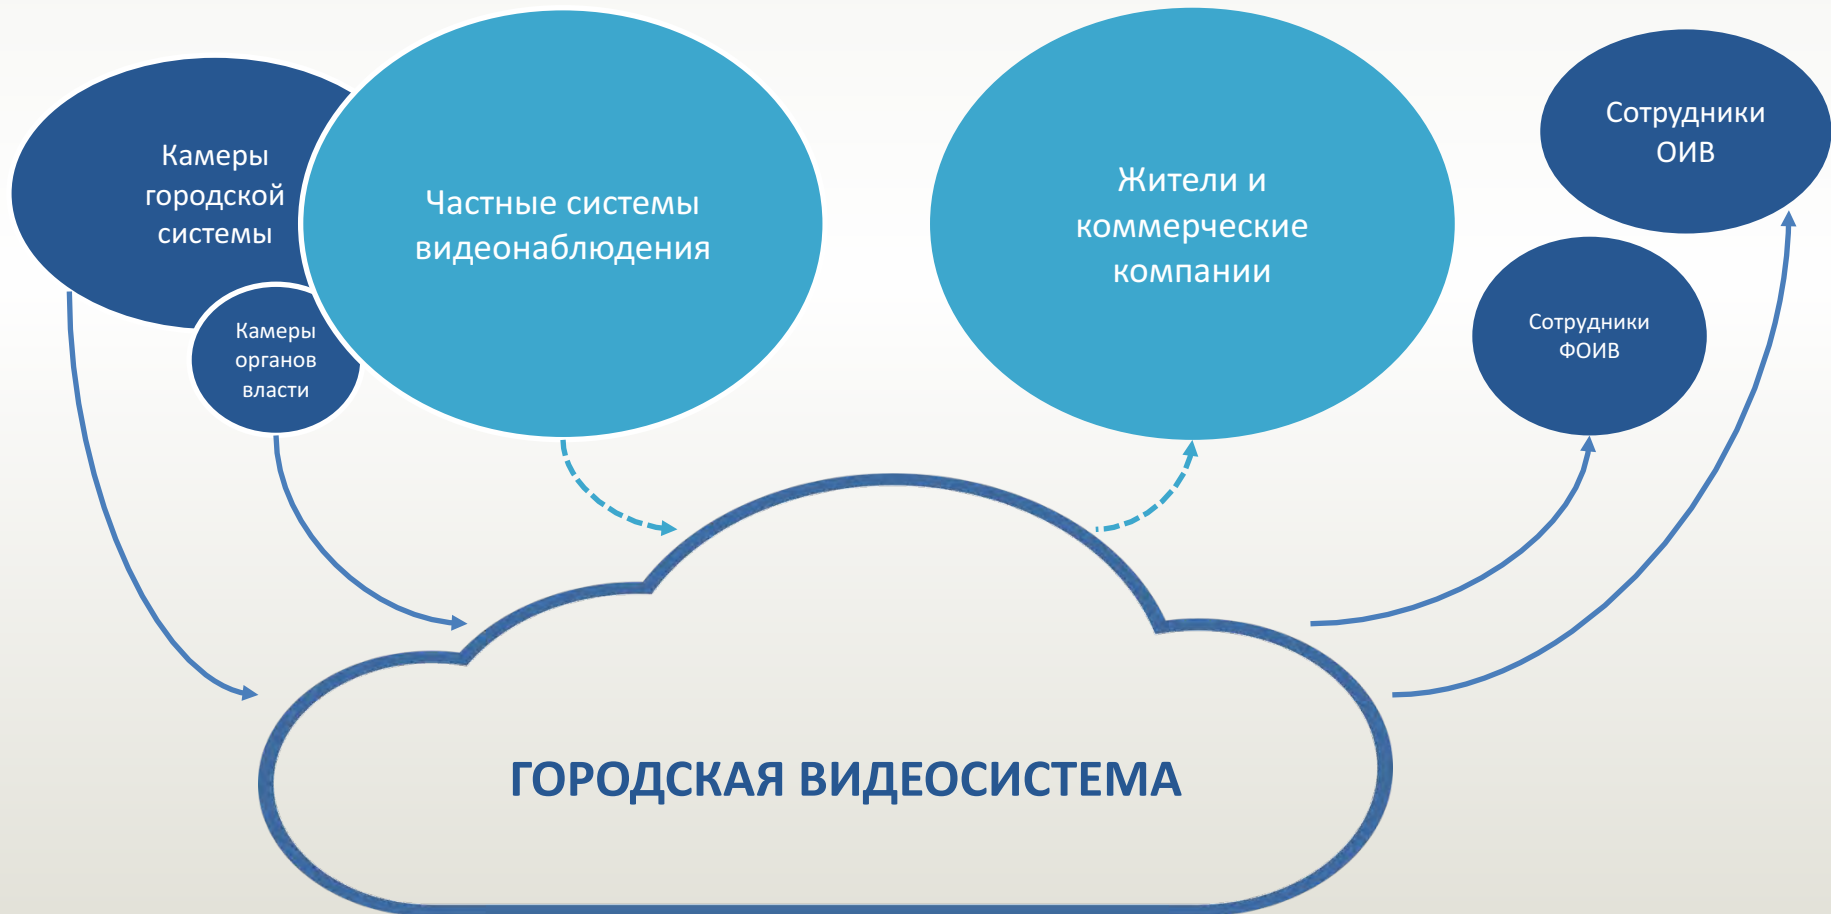 Камеры
городской
системы
Камеры
органов
власти
Частные системы
видеонаблюдения
Жители и
коммерческие
компании
Сотрудники
ОИВ
Сотрудники
ФОИВ
ГОРОДСКАЯ ВИДЕОСИСТЕМА